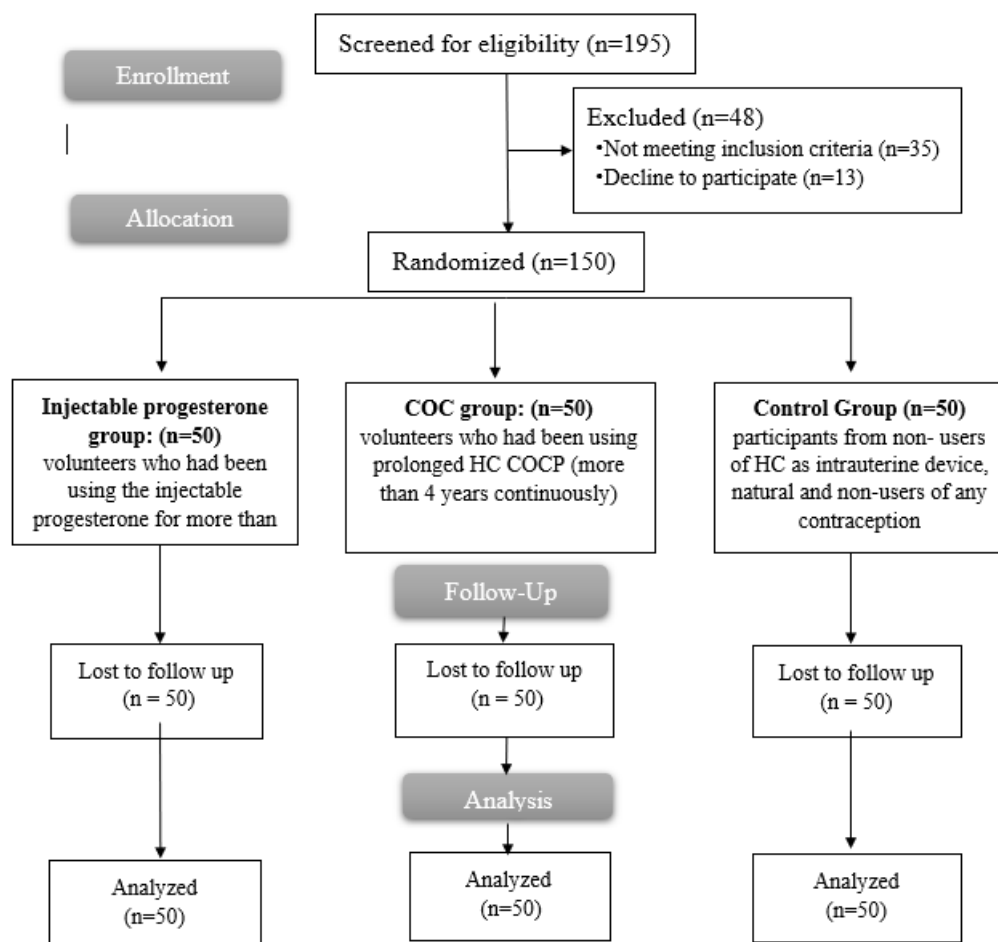 Screened for eligibility (n=195)
Enrollment
Excluded (n=48)
•Not meeting inclusion criteria (n=35)
•Decline to participate (n=13)
Allocation
Randomized (n=150)
Injectable progesterone
group: (n=50)
volunteers who had been
using the injectable
progesterone for more than
COC group: (n=50)
volunteers who had been using
prolonged HC COCP (more
than 4 years continuously)
Control Group (n=50)
participants from non- users
of HC as intrauterine device,
natural and non-users of any
contraception
Follow-Up
Lost to follow up
(n = 50)
Lost to follow up
(n = 50)
Lost to follow up
(n = 50)
Analysis
Analyzed
(n=50)
Analyzed
(n=50)
Analyzed
(n=50)